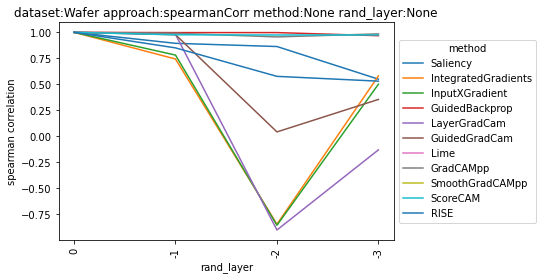 dataset:Wafer approach:spearmanCorr method:None rand_layer:None
1.00
0.75
0.50
0.25
0.00
−0.25
−0.50
−0.75
spearman correlation
0
-1
-2
-3
rand_layer
method
Saliency
IntegratedGradients
InputXGradient
GuidedBackprop
LayerGradCam
GuidedGradCam
Lime
GradCAMpp
SmoothGradCAMpp
ScoreCAM
RISE